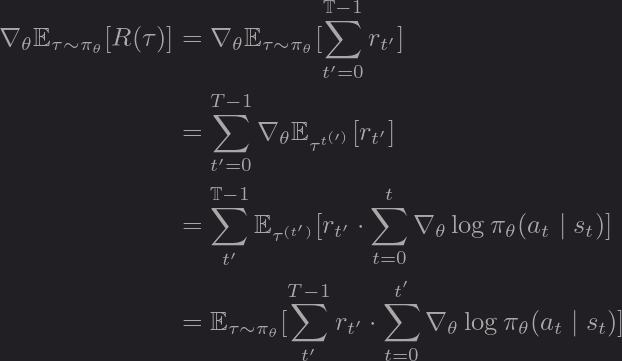 ∇_θ 𝔼_{τ∼π_θ}[R(τ)] = ∇_θ 𝔼_{τ∼π_θ}[∑_{t′=0}^{𝕋−1} r_{t′}]
= ∑_{t′=0}^{T−1} ∇_θ 𝔼_{τ^{t^{(′)}}}[r_{t′}]
= ∑_{t′}^{𝕋−1} 𝔼_{τ^{(t′)}}[r_{t′} · ∑_{t=0}^{t} ∇_θ log π_θ(a_t ∣ s_t)]
= 𝔼_{τ∼π_θ}[∑_{t′}^{T−1} r_{t′} · ∑_{t=0}^{t′} ∇_θ log π_θ(a_t ∣ s_t)]